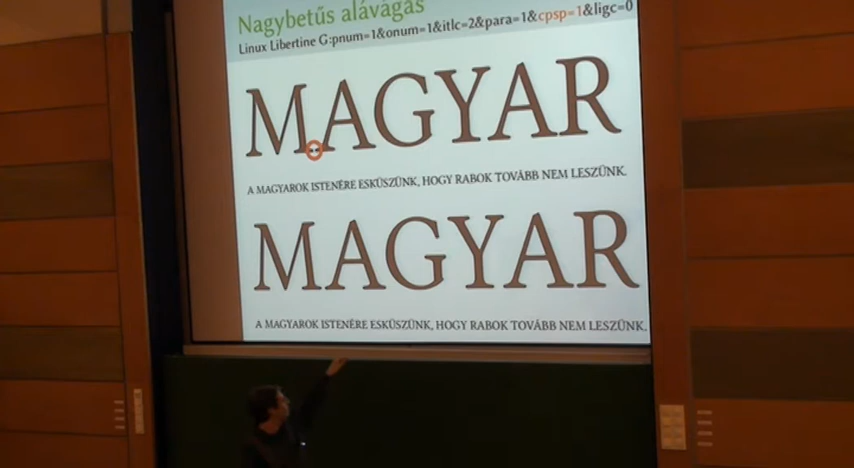 Nagybetűs alávágás
Linux Libertine G:pnum=1&onum=1&itlc=2&para=1&cpsp=1&ligc=0
MAGYAR
A MAGYAROK ISTENÉRE ESKÜSZÜNK, HOGY RABOK TOVÁBB NEM LESZÜNK.
MAGYAR
A MAGYAROK ISTENÉRE ESKÜSZÜNK, HOGY RABOK TOVÁBB NEM LESZÜNK.